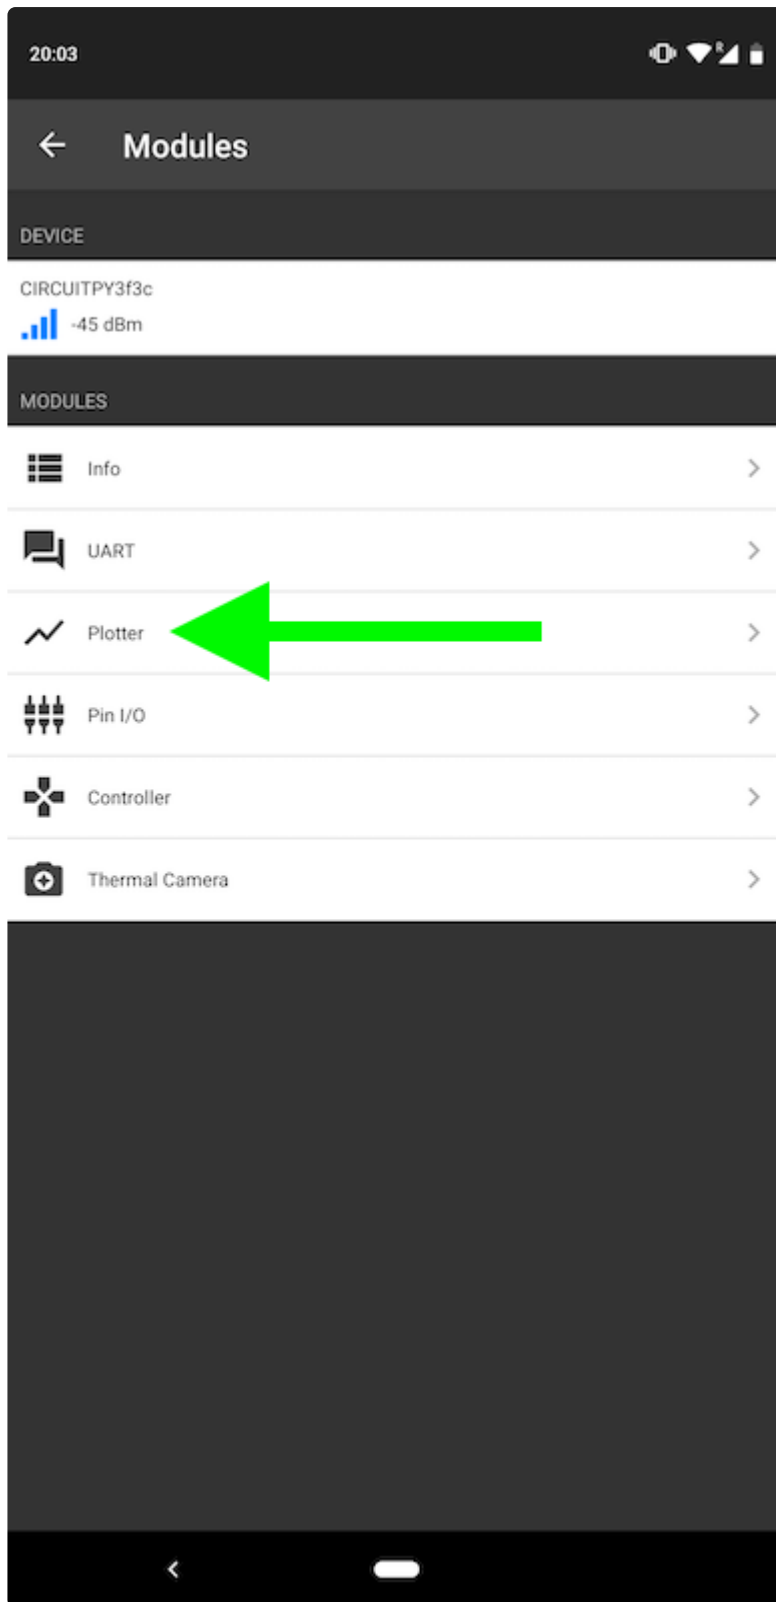 20:03
R
Modules
DEVICE
CIRCUITPY3f3c
-45 dBm
MODULES
Info
UART
Plotter
Pin I/O
Controller
Thermal Camera